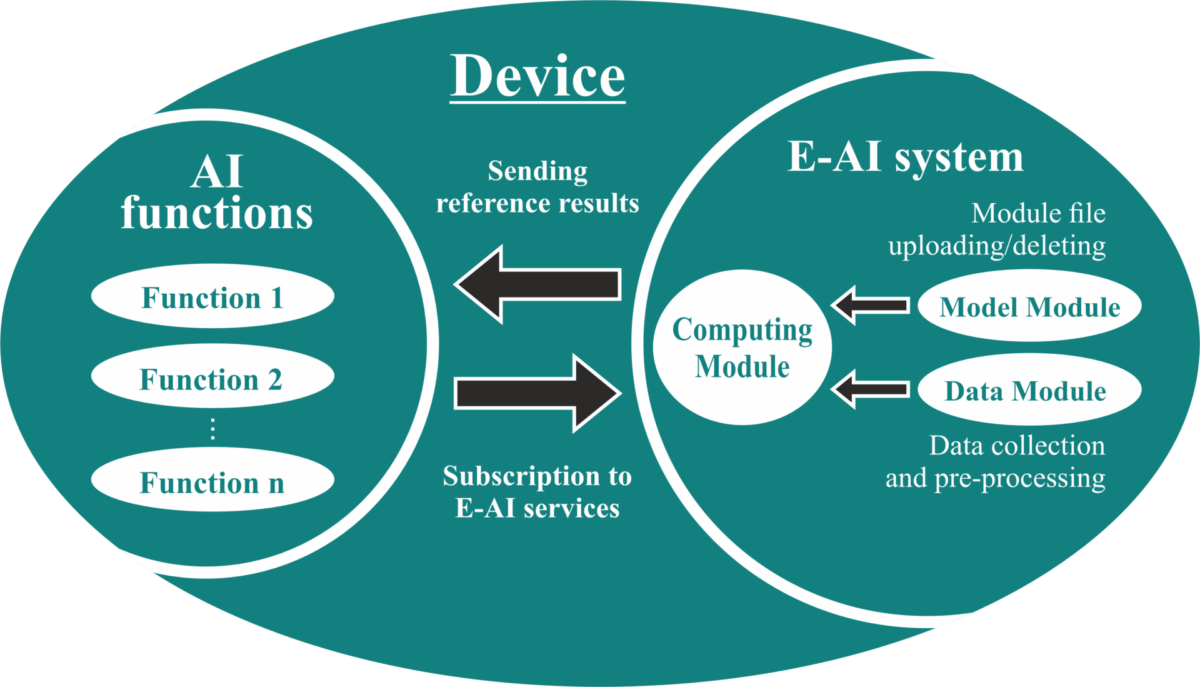 Device
AI
functions
Function 1
Function 2
⋮
Function n
Sending
reference results
Subscription to
E-AI services
E-AI system
Module file
uploading/deleting
Computing
Module
Model Module
Data Module
Data collection
and pre-processing